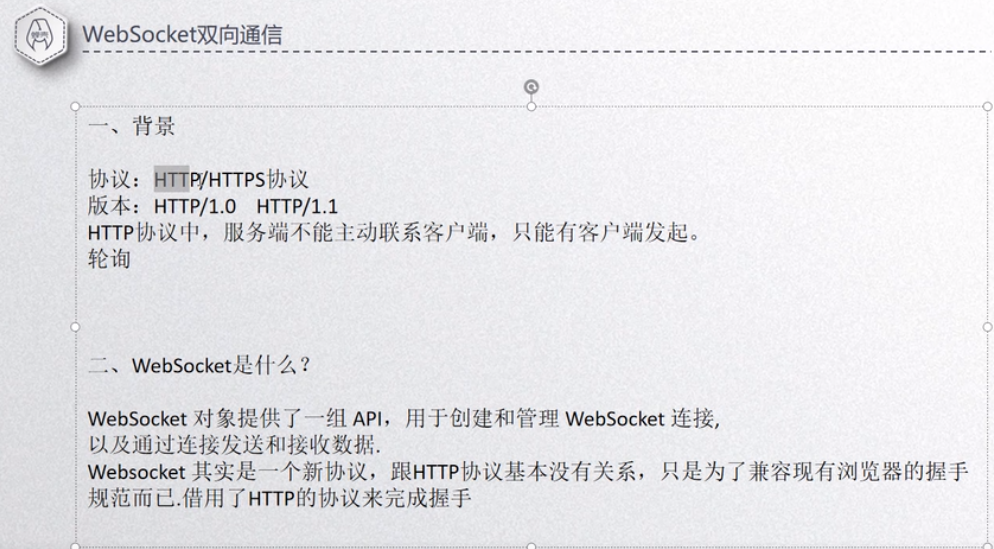 WebSocket双向通信
一、背景
协议：HTTP/HTTPS协议
版本：HTTP/1.0 HTTP/1.1
HTTP协议中，服务端不能主动联系客户端，只能有客户端发起。
轮询
二、WebSocket是什么？
WebSocket 对象提供了一组 API，用于创建和管理 WebSocket 连接,
以及通过连接发送和接收数据.
Websocket 其实是一个新协议，跟HTTP协议基本没有关系，只是为了兼容现有浏览器的握手
规范而已.借用了HTTP的协议来完成握手